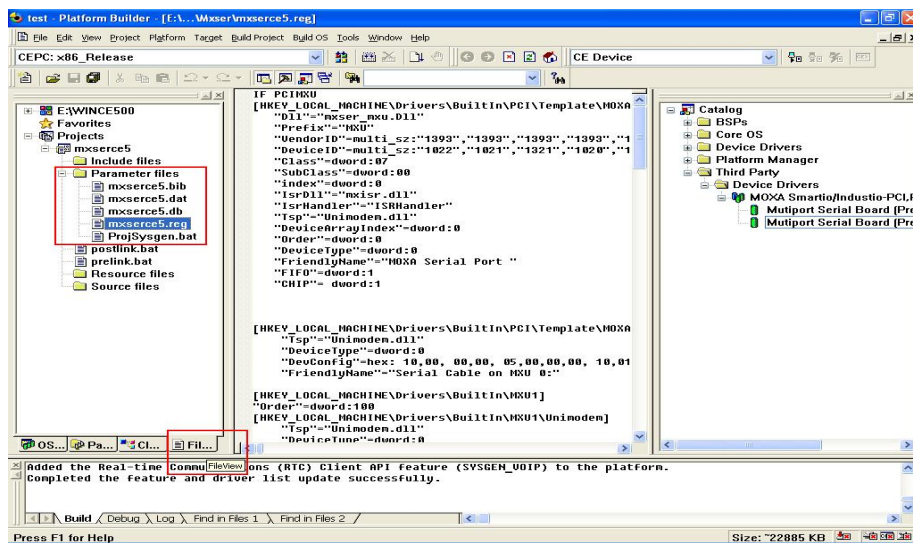 test - Platform Builder - [E:\...\Mxser\mxserce5.reg]
File Edit View Project Platform Target Build Project Build OS Tools Window Help
CEPC: x86_Release
CE Device
E:\WINCE500
Favorites
Projects
mxserce5
Include files
Parameter files
mxserce5.bib
mxserce5.dat
mxserce5.db
mxserce5.reg
ProjSysgen.bat
postlink.bat
prelink.bat
Resource files
Source files
OS... Pa... Cl... Fil...
FileView
IF PCIMXU
[HKEY_LOCAL_MACHINE\Drivers\BuiltIn\PCI\Template\MOXA
"Dll"="mxser_mxu.Dll"
"Prefix"="MXU"
"VendorID"=multi_sz:"1393","1393","1393","1393","1
"DeviceID"=multi_sz:"1022","1021","1321","1020","1
"Class"=dword:07
"SubClass"=dword:00
"index"=dword:0
"IsrDll"="mxisr.dll"
"IsrHandler"="ISRHandler"
"Tsp"="Unimodem.dll"
"DeviceArrayIndex"=dword:0
"Order"=dword:0
"DeviceType"=dword:0
"FriendlyName"="MOXA Serial Port "
"FIFO"=dword:1
"CHIP"= dword:1
[HKEY_LOCAL_MACHINE\Drivers\BuiltIn\PCI\Template\MOXA
"Tsp"="Unimodem.dll"
"DeviceType"=dword:0
"DevConfig"=hex: 10,00, 00,00, 05,00,00,00, 10,01
"FriendlyName"="Serial Cable on MXU 0:"
[HKEY_LOCAL_MACHINE\Drivers\BuiltIn\MXU1]
"Order"=dword:100
[HKEY_LOCAL_MACHINE\Drivers\BuiltIn\MXU1\Unimodem]
"Tsp"="Unimodem.dll"
"DeviceType"=dword:0
Catalog
BSPs
Core OS
Device Drivers
Platform Manager
Third Party
Device Drivers
MOXA Smartio/Industio-PCI,
Mutiport Serial Board (Pre
Mutiport Serial Board (Pre
Added the Real-time Commu ons (RTC) Client API feature (SYSGEN_VOIP) to the platform.
Completed the feature and driver list update successfully.
Build Debug Log Find in Files 1 Find in Files 2
Press F1 for Help
Size: ~22885 KB